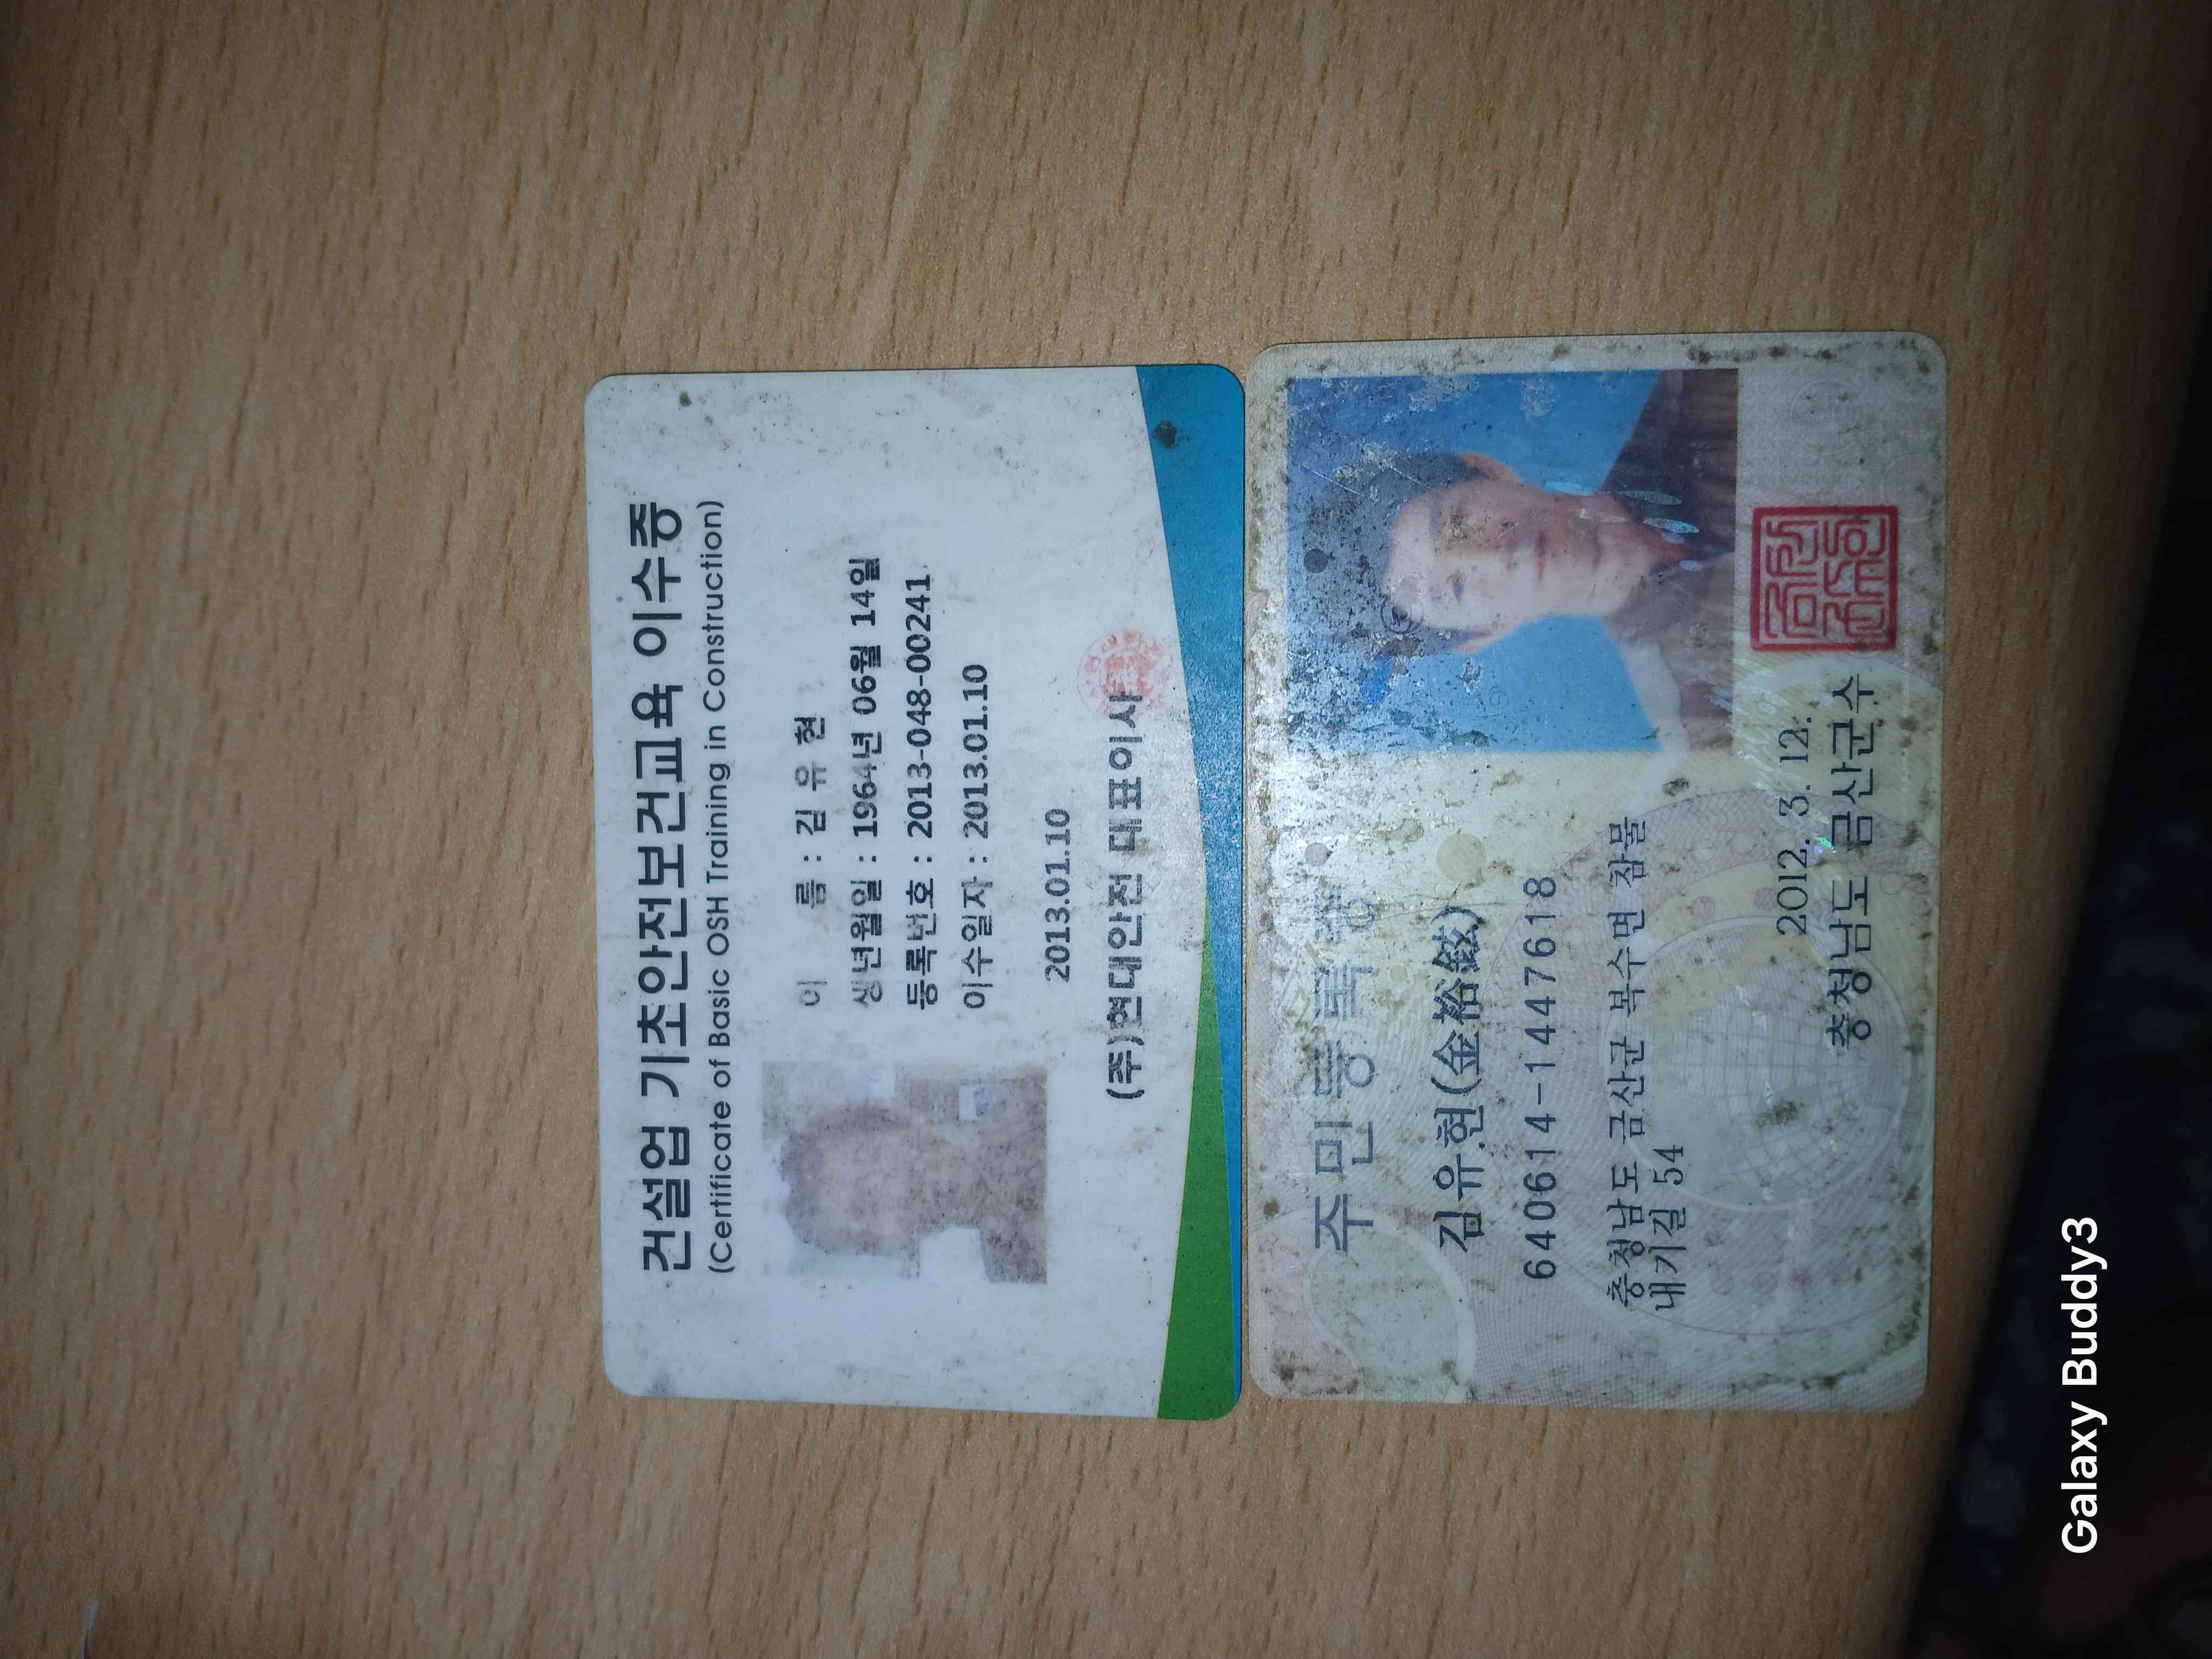 건설업 기초안전보건교육 이수증
(Certificate of Basic OSH Training in Construction)
이 름 : 김 유 현
생년월일 : 1964년 06월 14일
등록번호 : 2013-048-00241
이수일자 : 2013.01.10
2013.01.10
(주)현대안전 대표이사
주민등록증
김유현(金裕鉉)
640614-1447618
충청남도 금산군 복수면 참물
내기길 54
2012. 3. 12.
충청남도 금산군수
Galaxy Buddy3